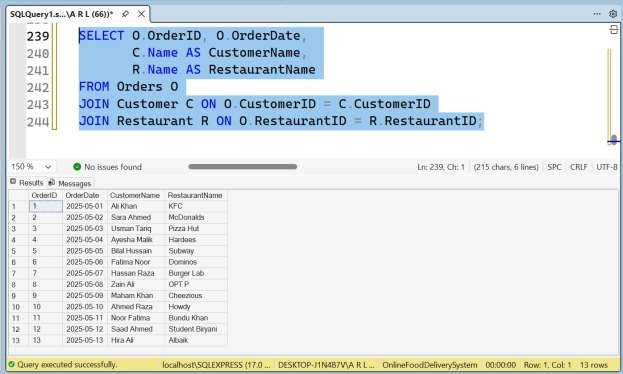 SQLQuery1.s...\A R L (66))*
239 SELECT O.OrderID, O.OrderDate,
240 C.Name AS CustomerName,
241 R.Name AS RestaurantName
242 FROM Orders O
243 JOIN Customer C ON O.CustomerID = C.CustomerID
244 JOIN Restaurant R ON O.RestaurantID = R.RestaurantID;
150 % No issues found Ln: 239, Ch: 1 (215 chars, 6 lines) SPC CRLF UTF-8
Results Messages
OrderID OrderDate CustomerName RestaurantName
1 1 2025-05-01 Ali Khan KFC
2 2 2025-05-02 Sara Ahmed McDonalds
3 3 2025-05-03 Usman Tariq Pizza Hut
4 4 2025-05-04 Ayesha Malik Hardees
5 5 2025-05-05 Bilal Hussain Subway
6 6 2025-05-06 Fatima Noor Dominos
7 7 2025-05-07 Hassan Raza Burger Lab
8 8 2025-05-08 Zain Ali OPTP
9 9 2025-05-09 Maham Khan Cheezious
10 10 2025-05-10 Ahmed Raza Howdy
11 11 2025-05-11 Noor Fatima Bundu Khan
12 12 2025-05-12 Saad Ahmed Student Biryani
13 13 2025-05-13 Hira Ali Albaik
Query executed successfully. localhost\SQLEXPRESS (17.0 ... DESKTOP-J1N4B7V\A R L ... OnlineFoodDeliverySystem 00:00:00 Row: 1, Col: 1 13 rows